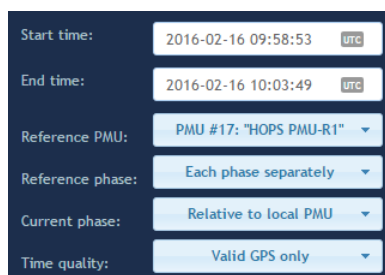 Start time: 2016-02-16 09:58:53 UTC
End time: 2016-02-16 10:03:49 UTC
Reference PMU: PMU #17: "HOPS PMU-R1"
Reference phase: Each phase separately
Current phase: Relative to local PMU
Time quality: Valid GPS only